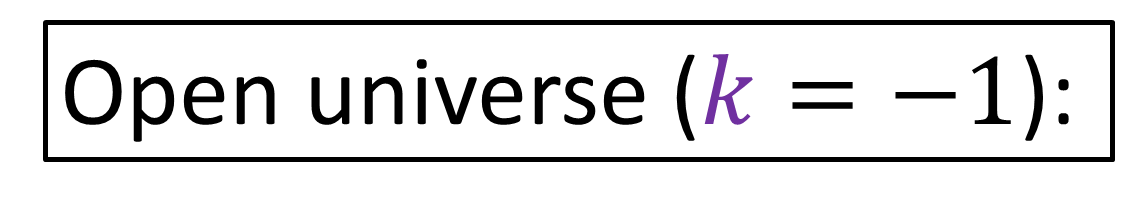 Open universe (𝑘 = −1):